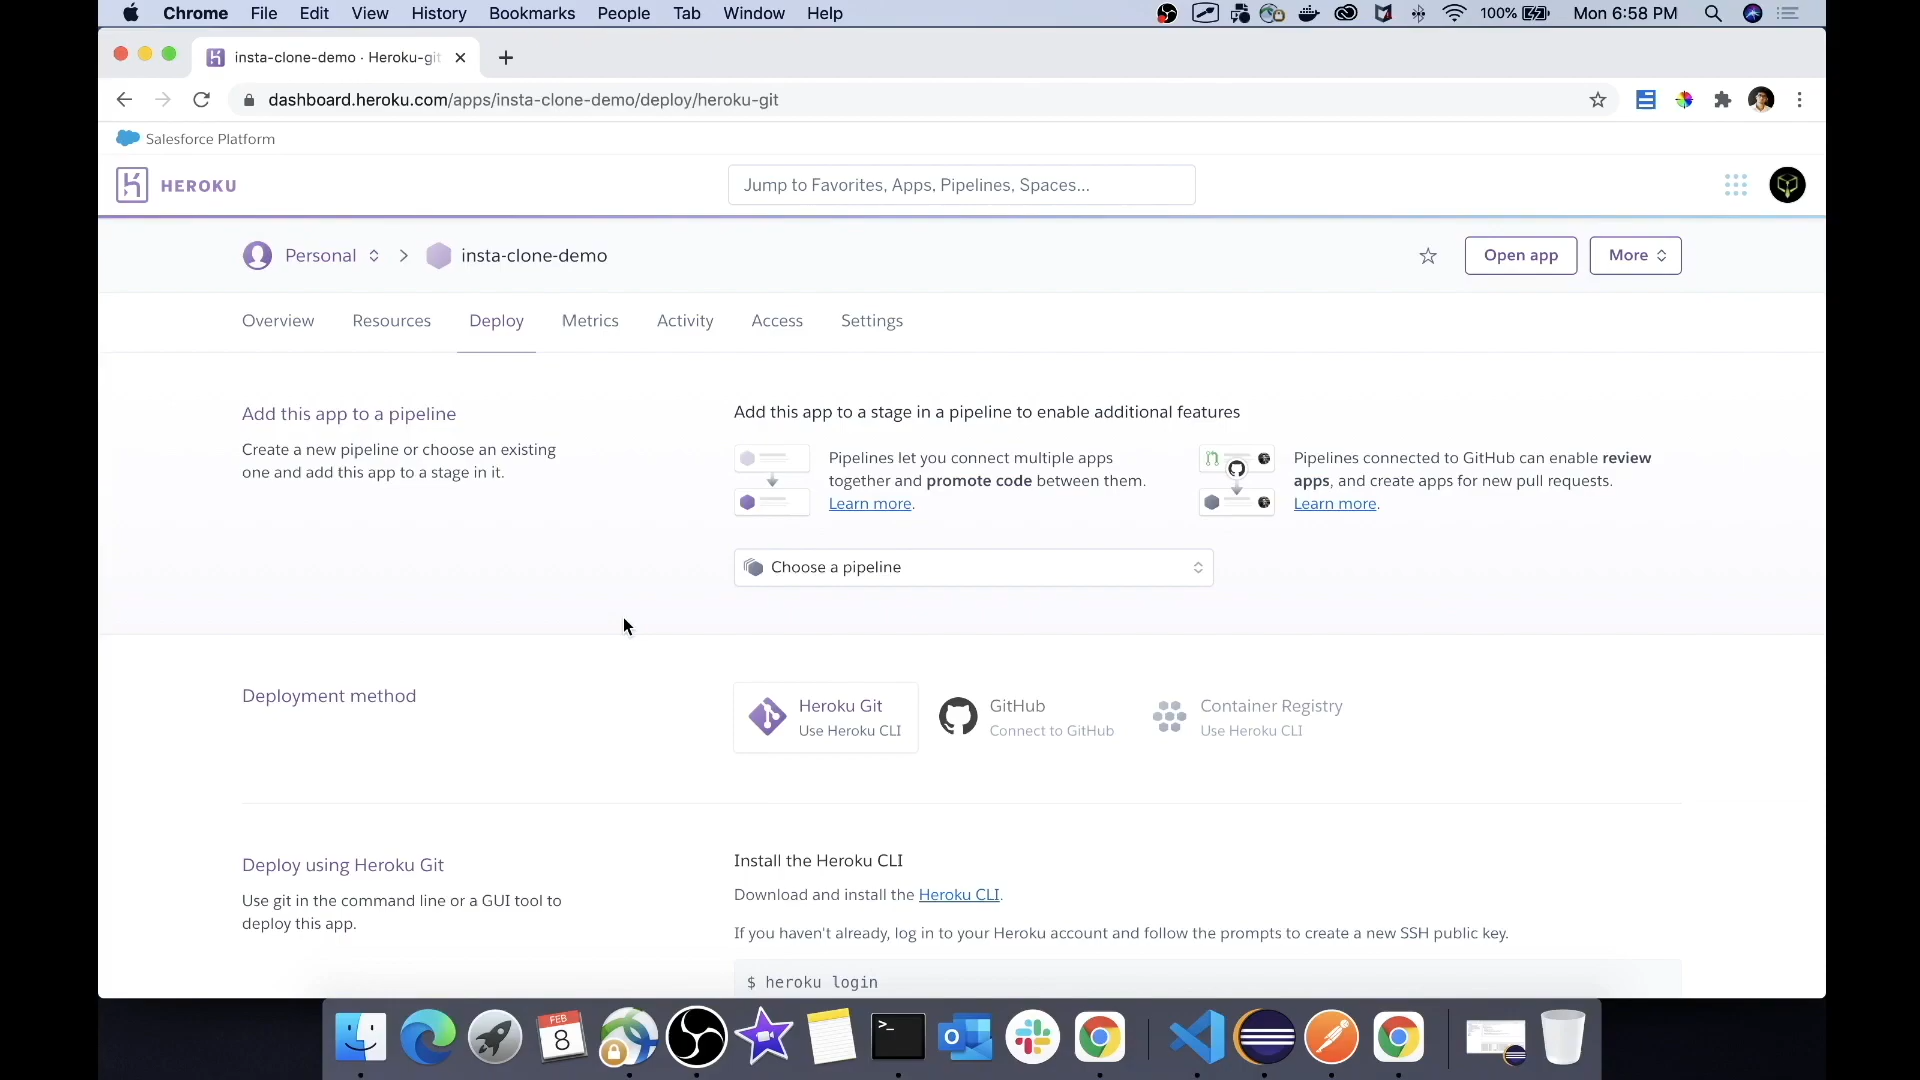 Chrome File Edit View History Bookmarks People Tab Window Help 100% Mon 6:58 PM
insta-clone-demo · Heroku-git
dashboard.heroku.com/apps/insta-clone-demo/deploy/heroku-git
Salesforce Platform
HEROKU
Jump to Favorites, Apps, Pipelines, Spaces...
Personal insta-clone-demo
Open app More
Overview Resources Deploy Metrics Activity Access Settings
Add this app to a pipeline
Create a new pipeline or choose an existing
one and add this app to a stage in it.
Add this app to a stage in a pipeline to enable additional features
Pipelines let you connect multiple apps
together and promote code between them.
Learn more.
Pipelines connected to GitHub can enable review
apps, and create apps for new pull requests.
Learn more.
Choose a pipeline
Deployment method
Heroku Git
Use Heroku CLI
GitHub
Connect to GitHub
Container Registry
Use Heroku CLI
Deploy using Heroku Git
Use git in the command line or a GUI tool to
deploy this app.
Install the Heroku CLI
Download and install the Heroku CLI.
If you haven't already, log in to your Heroku account and follow the prompts to create a new SSH public key.
$ heroku login
FEB
8